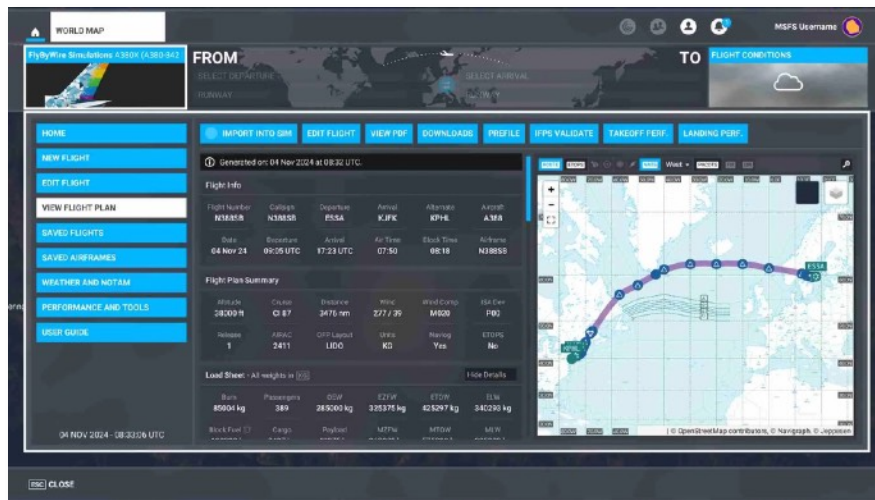 WORLD MAP
MSFS Username
FlyByWire Simulations A380X (A380-842
FROM
TO
FLIGHT CONDITIONS
SELECT DEPARTURE
SELECT ARRIVAL
RUNWAY
HOME
NEW FLIGHT
EDIT FLIGHT
VIEW FLIGHT PLAN
SAVED FLIGHTS
SAVED AIRFRAMES
WEATHER AND NOTAM
PERFORMANCE AND TOOLS
USER GUIDE
04 NOV 2024 - 08:33:06 UTC
IMPORT INTO SIM EDIT FLIGHT VIEW PDF DOWNLOADS PREFILE IFPS VALIDATE TAKEOFF PERF. LANDING PERF.
Generated on: 04 Nov 2024 at 08:32 UTC.
Flight Info
Flight Number Callsign Departure Arrival Alternate Aircraft
N388SB N388SB ESSA KJFK KPHL A388
Date Departure Arrival Air Time Block Time Airframe
04 Nov 24 09:05 UTC 17:23 UTC 07:50 08:18 N388SB
Flight Plan Summary
Altitude Cruise Distance Wind Wind Comp ISA Dev
38000 ft CI 87 3476 nm 277 / 39 M020 P00
Release AIRAC OFP Layout Units Navlog ETOPS
1 2411 LIDO KG Yes No
Load Sheet - All weights in
Hide Details
Burn Passengers OEW EZFW ETOW ELW
85004 kg 389 285000 kg 325375 kg 425297 kg 340293 kg
Block Fuel Cargo Payload MZFW MTOW MLW
West
ESSA
KPHL
© OpenStreetMap contributors, © Navigraph, © Jeppesen
ESC CLOSE